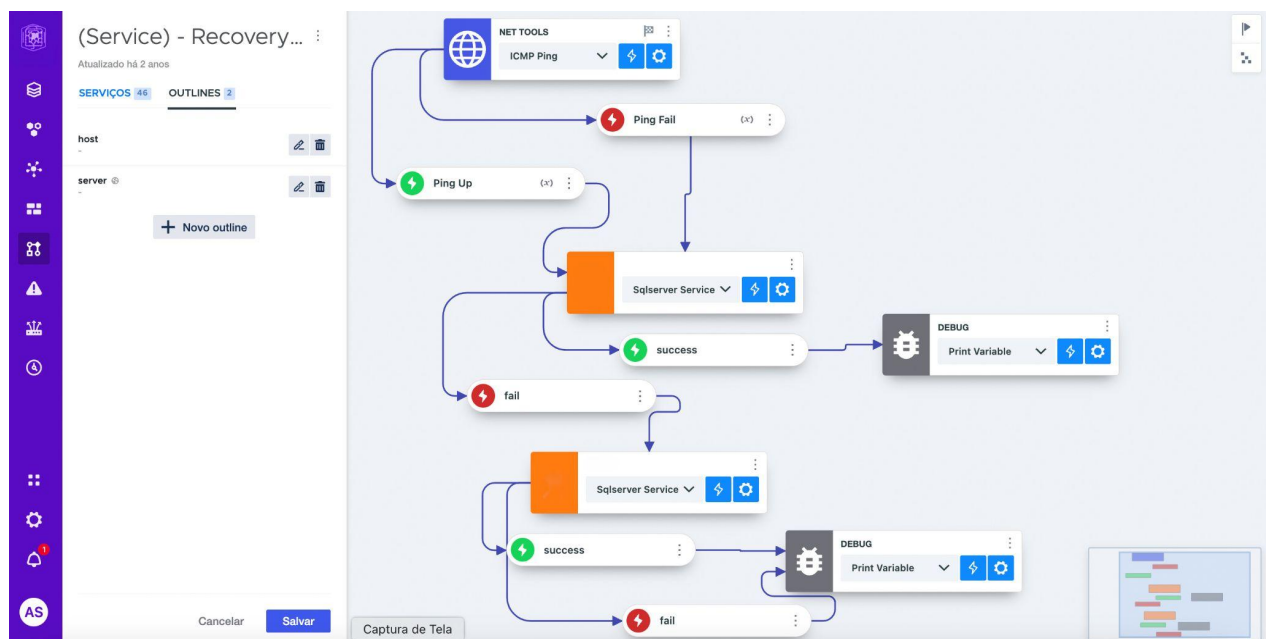 (Service) - Recovery...
Atualizado há 2 anos
SERVIÇOS 46 OUTLINES 2
host
-
server
-
+ Novo outline
Cancelar Salvar
AS
1
NET TOOLS
ICMP Ping
Ping Fail (x)
Ping Up (x)
Sqlserver Service
success
DEBUG
Print Variable
fail
Sqlserver Service
success
DEBUG
Print Variable
fail
Captura de Tela